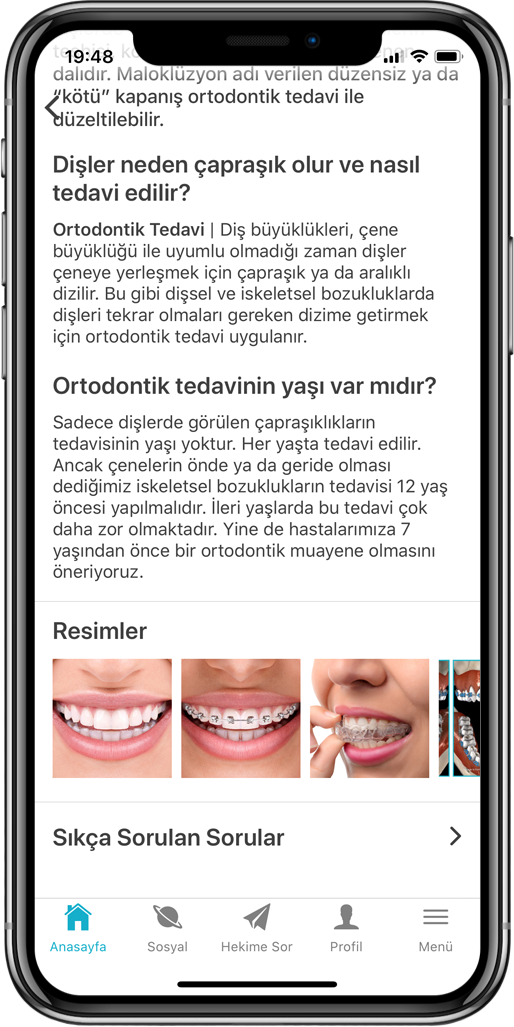 19:48
dalıdır. Maloklüzyon adı verilen düzensiz ya da
“kötü” kapanış ortodontik tedavi ile
düzeltilebilir.
Dişler neden çapraşık olur ve nasıl
tedavi edilir?
Ortodontik Tedavi | Diş büyüklükleri, çene
büyüklüğü ile uyumlu olmadığı zaman dişler
çeneye yerleşmek için çapraşık ya da aralıklı
dizilir. Bu gibi dişsel ve iskeletsel bozukluklarda
dişleri tekrar olmaları gereken dizime getirmek
için ortodontik tedavi uygulanır.
Ortodontik tedavinin yaşı var mıdır?
Sadece dişlerde görülen çapraşıklıkların
tedavisinin yaşı yoktur. Her yaşta tedavi edilir.
Ancak çenelerin önde ya da geride olması
dediğimiz iskeletsel bozuklukların tedavisi 12 yaş
öncesi yapılmalıdır. İleri yaşlarda bu tedavi çok
daha zor olmaktadır. Yine de hastalarımıza 7
yaşından önce bir ortodontik muayene olmasını
öneriyoruz.
Resimler
Sıkça Sorulan Sorular
Anasayfa Sosyal Hekime Sor Profil Menü